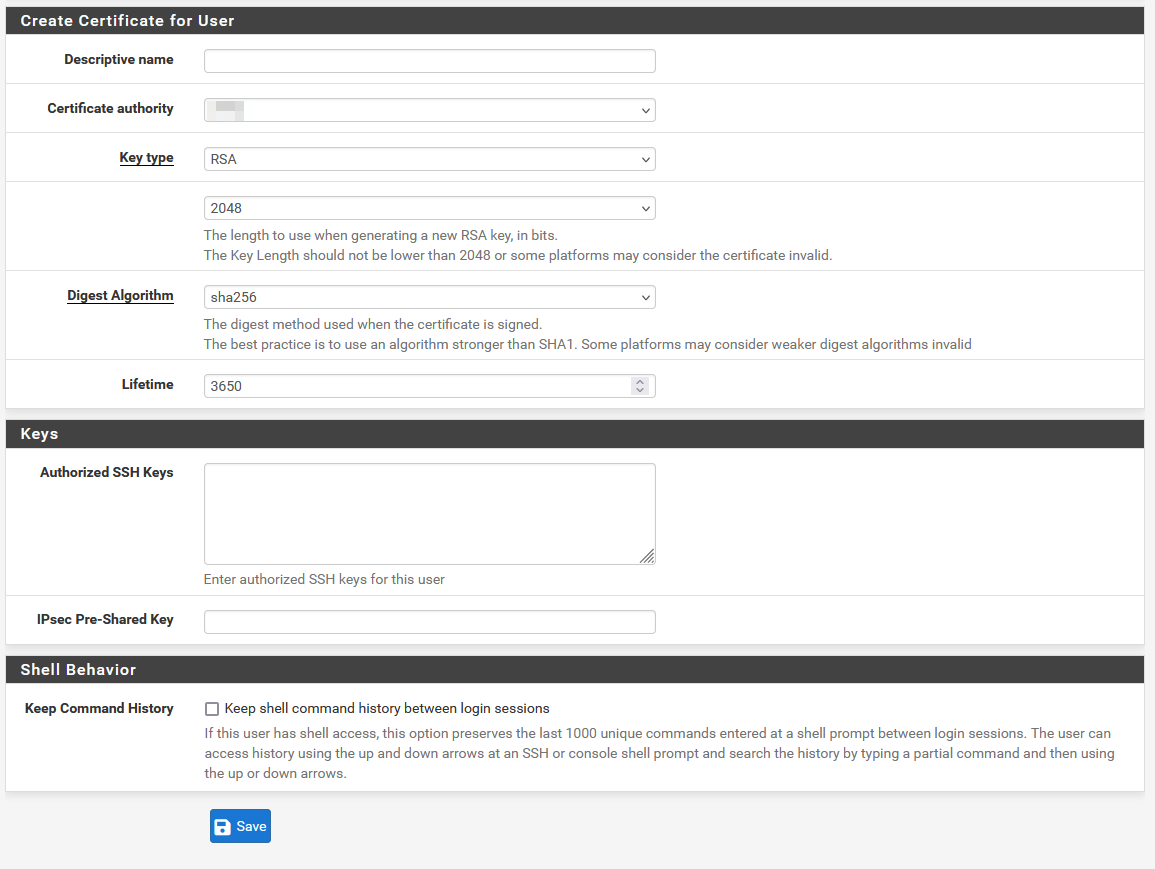 Create Certificate for User
Descriptive name
Certificate authority
Key type
RSA
2048
The length to use when generating a new RSA key, in bits.
The Key Length should not be lower than 2048 or some platforms may consider the certificate invalid.
Digest Algorithm
sha256
The digest method used when the certificate is signed.
The best practice is to use an algorithm stronger than SHA1. Some platforms may consider weaker digest algorithms invalid
Lifetime
3650
Keys
Authorized SSH Keys
Enter authorized SSH keys for this user
IPsec Pre-Shared Key
Shell Behavior
Keep Command History
Keep shell command history between login sessions
If this user has shell access, this option preserves the last 1000 unique commands entered at a shell prompt between login sessions. The user can
access history using the up and down arrows at an SSH or console shell prompt and search the history by typing a partial command and then using
the up or down arrows.
Save